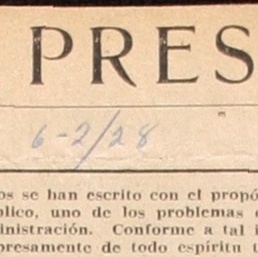 PRES
6-2/28
os se han escrito con el propó
blico, uno de los problemas
inistración. Conforme a tal i
presamente de todo espíritu t